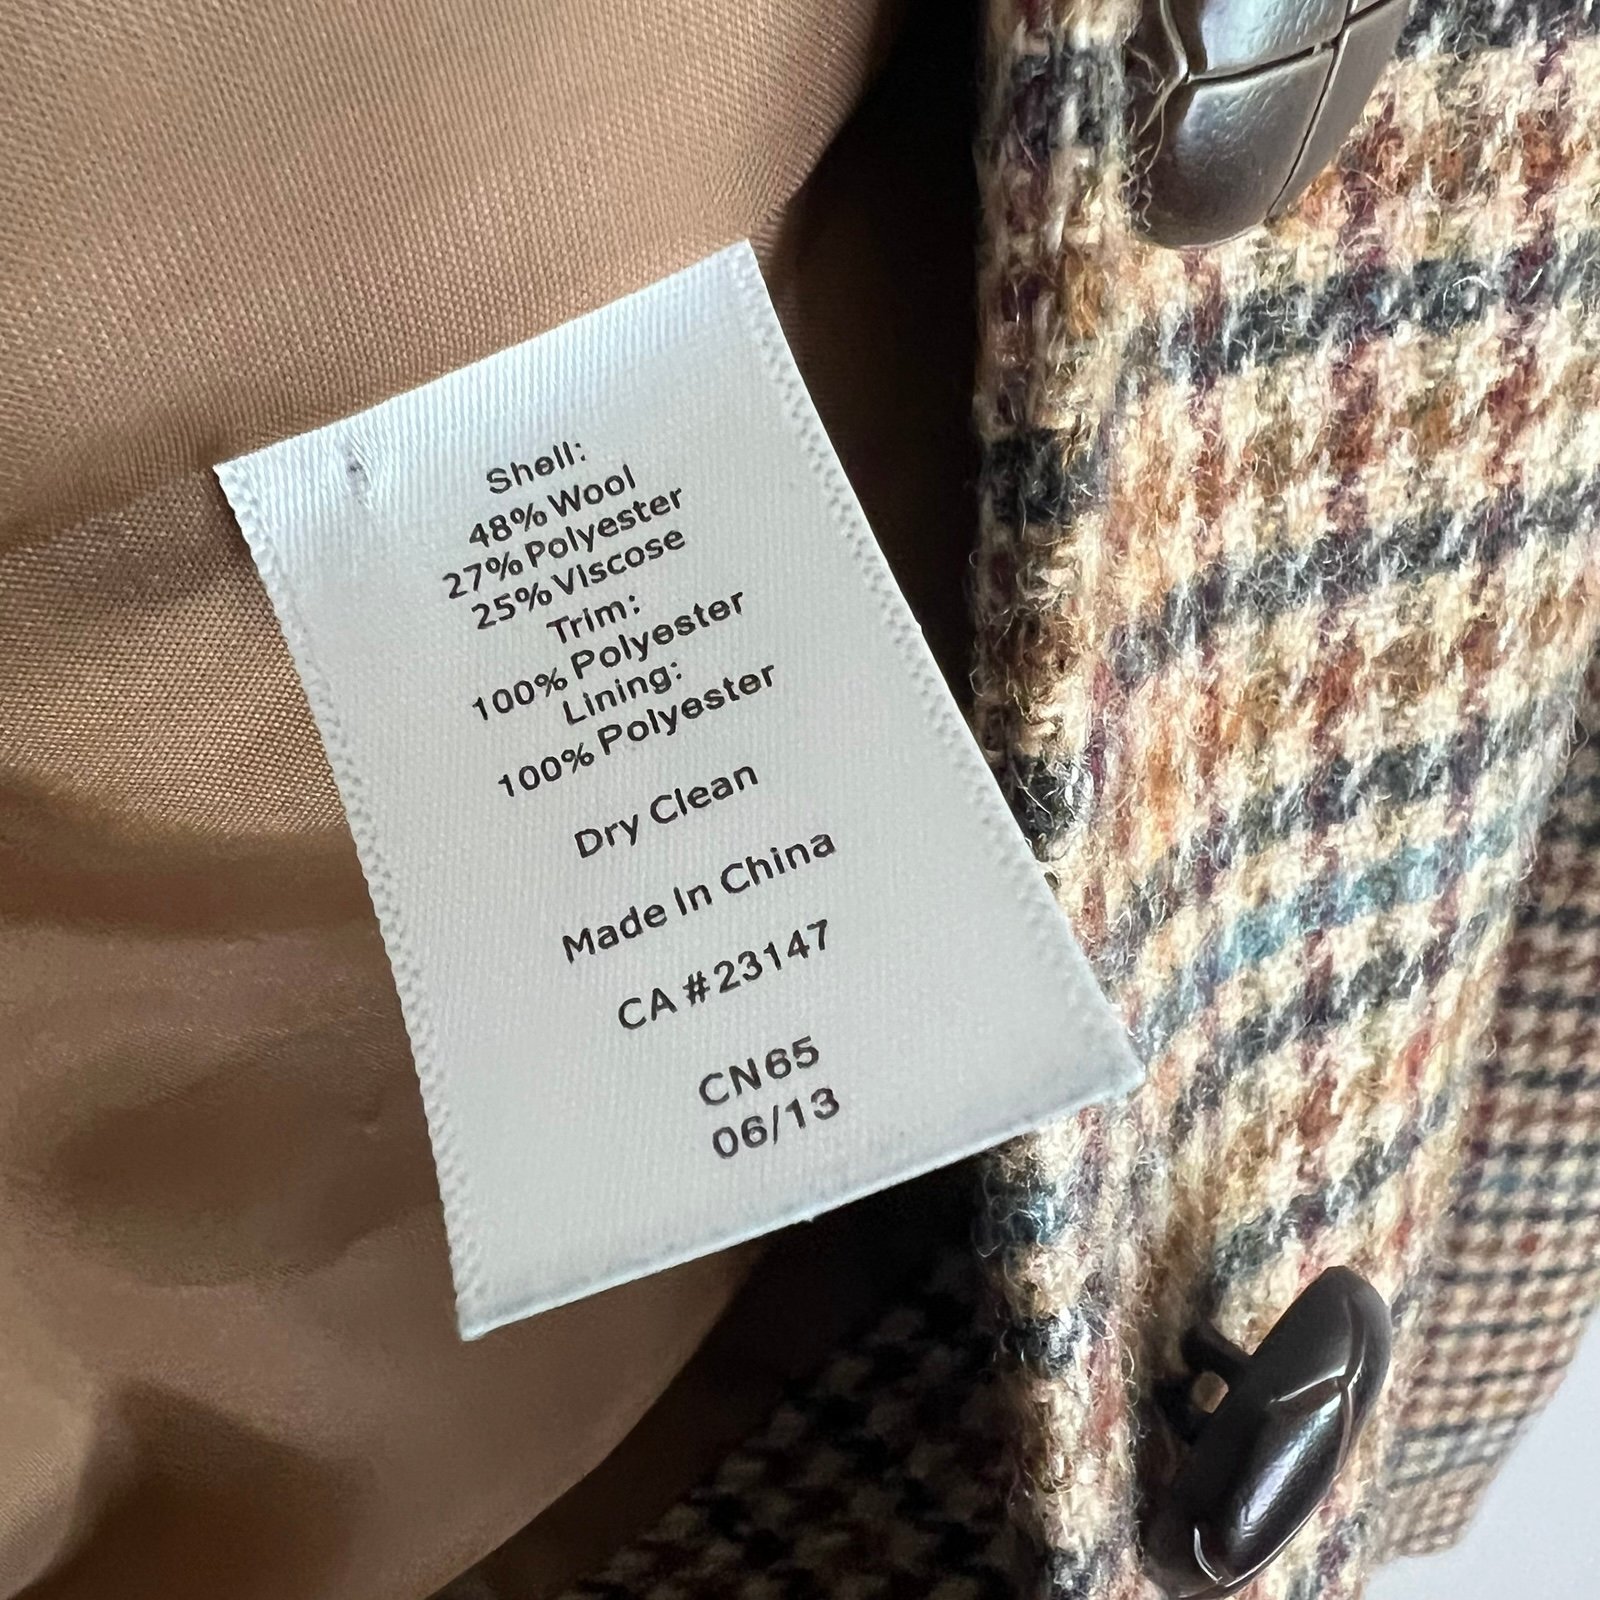 Shell:
48% Wool
27% Polyester
25% Viscose
Trim:
100% Polyester
Lining:
100% Polyester
Dry Clean
Made In China
CA #23147
CN65
06/13